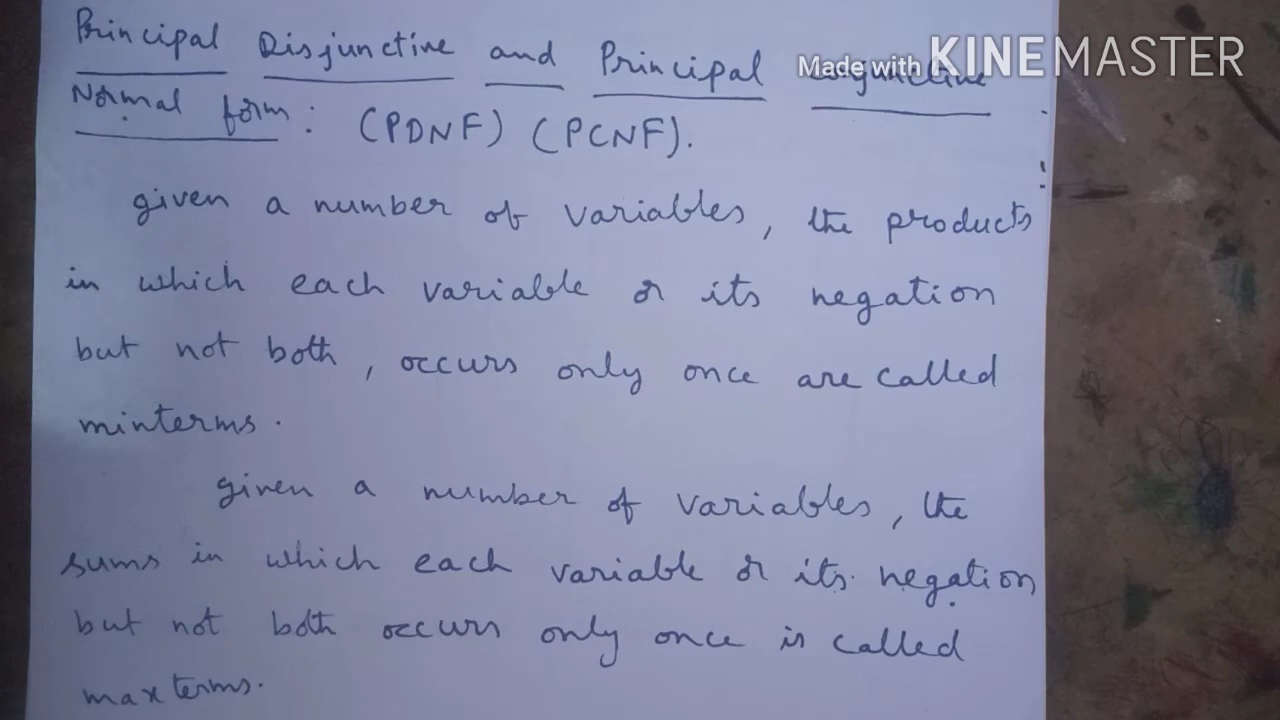 Principal Disjunctive and Principal
Made with KINEMASTER
Normal form: (PDNF) (PCNF).
given a number of variables, the products
in which each variable or its negation
but not both, occurs only once are called
minterms.
given a number of variables, the
sums in which each variable or its negation
but not both occurs only once is called
maxterms.